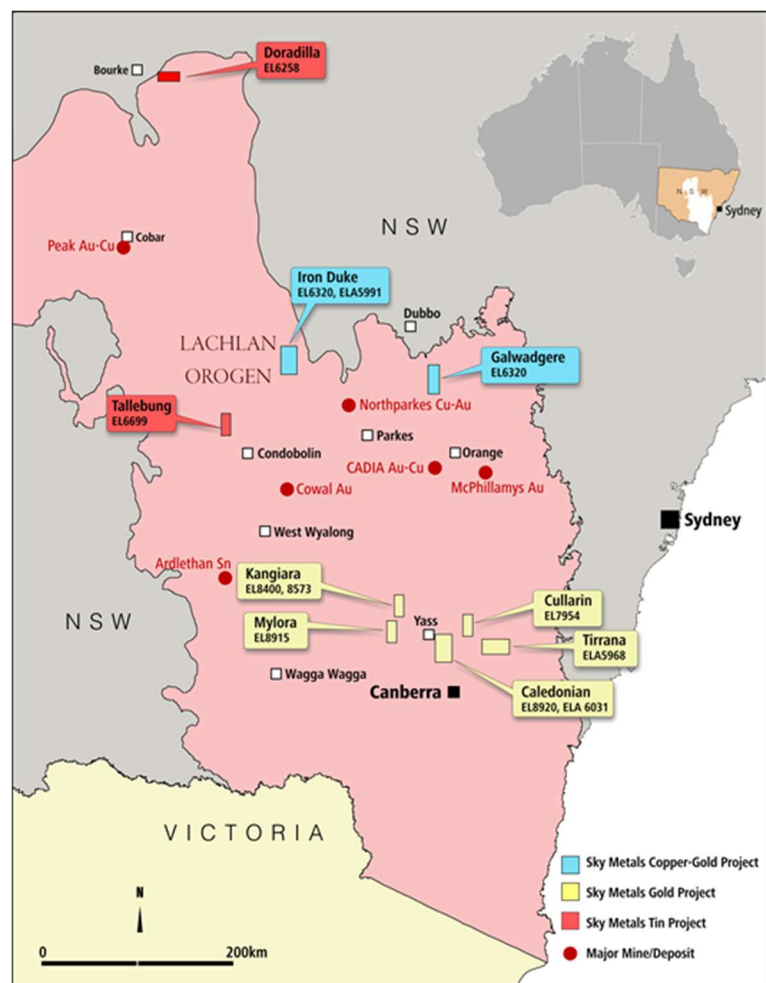 Doradilla
EL6258
Bourke
N S W
Sydney
NSW
Cobar
Peak Au-Cu
Iron Duke
EL6320, ELA5991
Dubbo
LACHLAN
OROGEN
Galwadgere
EL6320
Tallebung
EL6699
Northparkes Cu-Au
Parkes
Condobolin
Orange
CADIA Au-Cu
McPhillamys Au
Cowal Au
Sydney
West Wyalong
Ardlethan Sn
Kangiara
EL8400, 8573
Cullarin
EL7954
Mylora
EL8915
Yass
NSW
Tirrana
ELA5968
Wagga Wagga
Canberra
Caledonian
EL8920, ELA 6031
VICTORIA
Sky Metals Copper-Gold Project
Sky Metals Gold Project
Sky Metals Tin Project
Major Mine/Deposit
N
0 200km